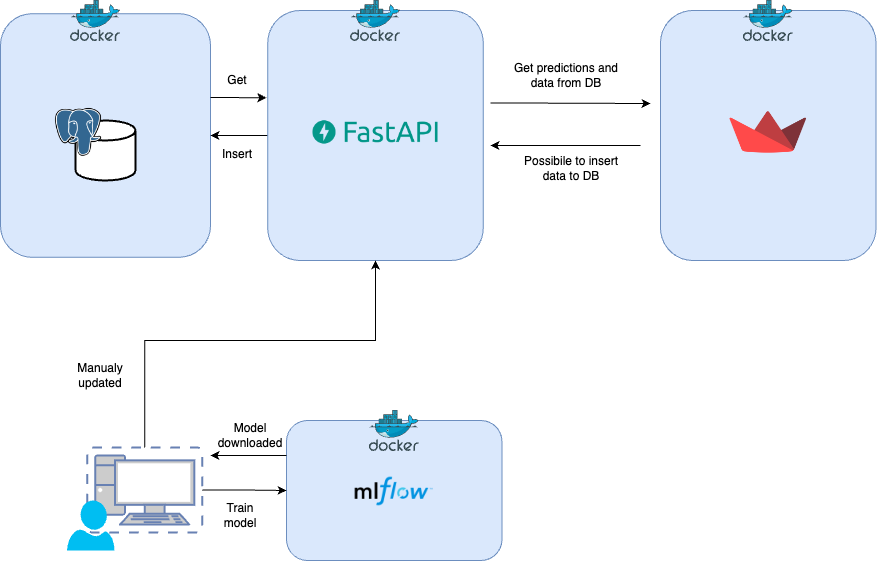 docker
docker
docker
Get
Insert
FastAPI
Get predictions and
data from DB
Possibile to insert
data to DB
Manualy
updated
Model
downloaded
Train
model
docker
mlflow